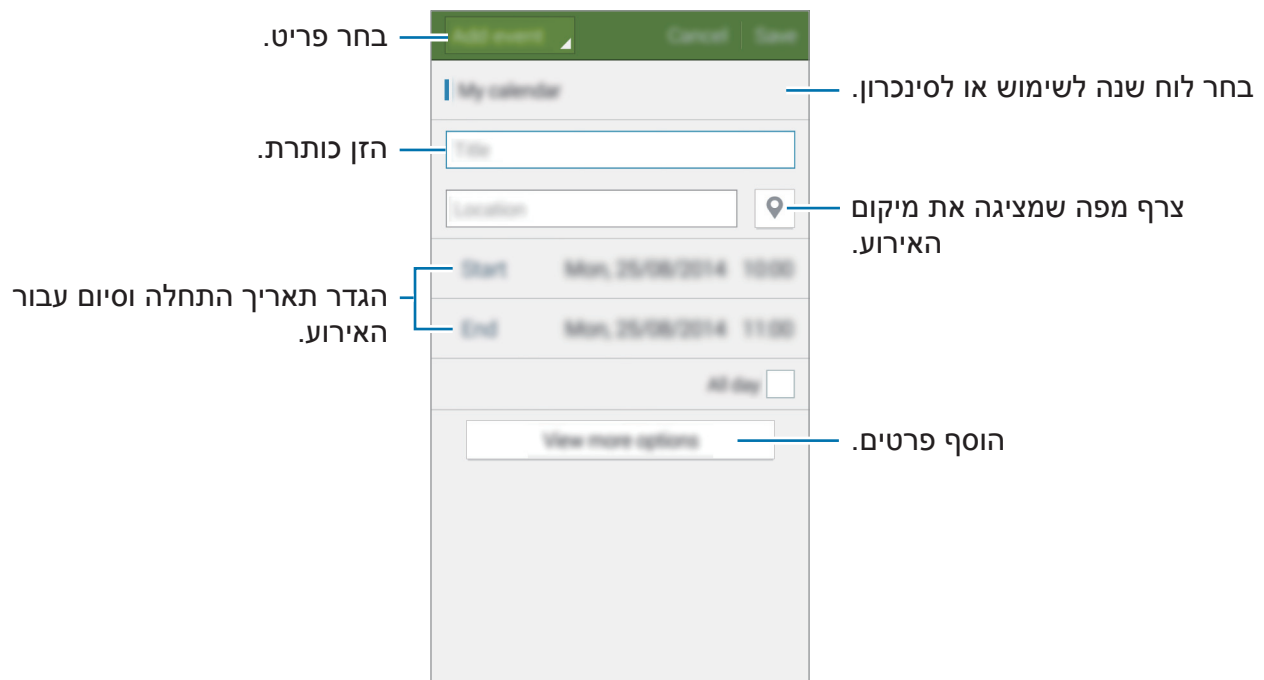 בחר פריט.
Add event
Cancel
Save
My calendar
בחר לוח שנה לשימוש או לסינכרון.
הזן כותרת.
Title
Location
צרף מפה שמציגה את מיקום
האירוע.
Start Mon, 25/08/2014 10:00
הגדר תאריך התחלה וסיום עבור
האירוע.
End Mon, 25/08/2014 11:00
All day
View more options
הוסף פרטים.